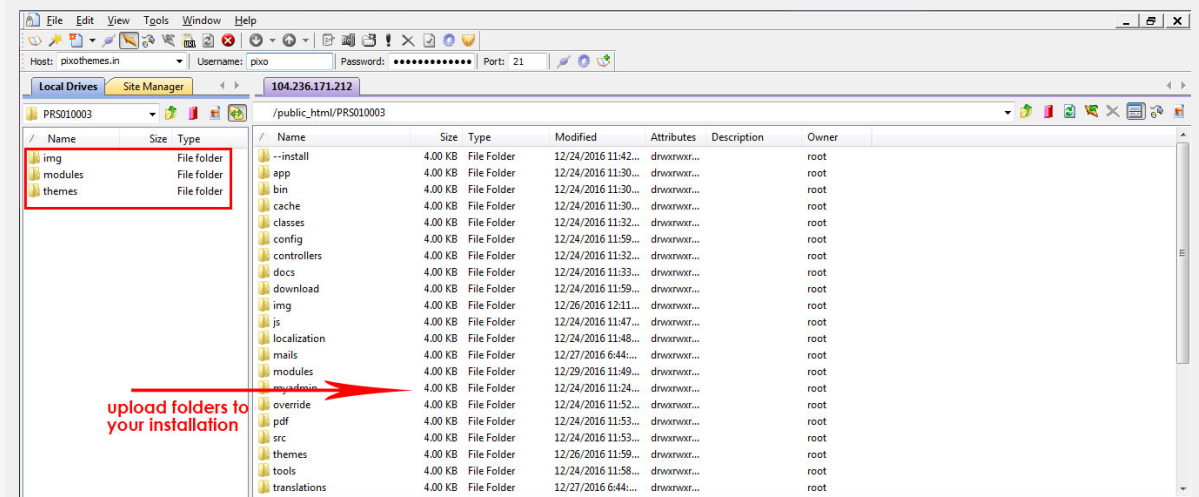 File Edit View Tools Window Help
Host: pixothemes.in Username: pixo Password: ••••••••••••• Port: 21
Local Drives Site Manager 104.236.171.212
PRS010003 /public_html/PRS010003
/ Name Size Type
img File folder
modules File folder
themes File folder
/ Name Size Type Modified Attributes Description Owner
--install 4.00 KB File Folder 12/24/2016 11:42... drwxrwxr... root
app 4.00 KB File Folder 12/24/2016 11:30... drwxrwxr... root
bin 4.00 KB File Folder 12/24/2016 11:30... drwxrwxr... root
cache 4.00 KB File Folder 12/24/2016 11:30... drwxrwxr... root
classes 4.00 KB File Folder 12/24/2016 11:32... drwxrwxr... root
config 4.00 KB File Folder 12/24/2016 11:59... drwxrwxr... root
controllers 4.00 KB File Folder 12/24/2016 11:32... drwxrwxr... root
docs 4.00 KB File Folder 12/24/2016 11:33... drwxrwxr... root
download 4.00 KB File Folder 12/24/2016 11:59... drwxrwxr... root
img 4.00 KB File Folder 12/26/2016 12:11... drwxrwxr... root
js 4.00 KB File Folder 12/24/2016 11:47... drwxrwxr... root
localization 4.00 KB File Folder 12/24/2016 11:48... drwxrwxr... root
mails 4.00 KB File Folder 12/27/2016 6:44:... drwxrwxr... root
modules 4.00 KB File Folder 12/29/2016 11:49... drwxrwxr... root
myadmin 4.00 KB File Folder 12/24/2016 11:24... drwxrwxr... root
override 4.00 KB File Folder 12/24/2016 11:52... drwxrwxr... root
pdf 4.00 KB File Folder 12/24/2016 11:53... drwxrwxr... root
src 4.00 KB File Folder 12/24/2016 11:53... drwxrwxr... root
themes 4.00 KB File Folder 12/26/2016 11:59... drwxrwxr... root
tools 4.00 KB File Folder 12/24/2016 11:58... drwxrwxr... root
translations 4.00 KB File Folder 12/27/2016 6:44:... drwxrwxr... root
upload folders to
your installation